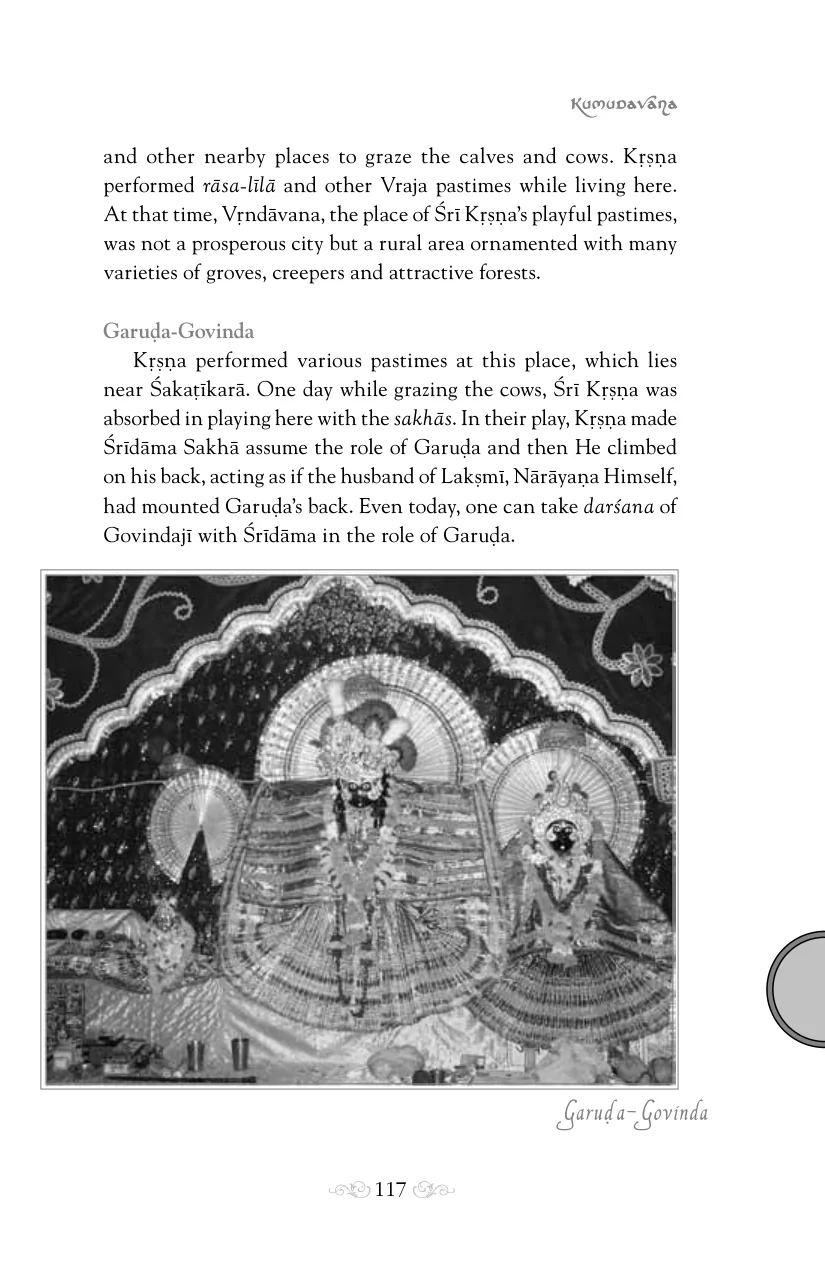 Kumudavāṇa
and other nearby places to graze the calves and cows. Kṛṣṇa
performed rāsa-līlā and other Vraja pastimes while living here.
At that time, Vṛndāvana, the place of Śrī Kṛṣṇa's playful pastimes,
was not a prosperous city but a rural area ornamented with many
varieties of groves, creepers and attractive forests.
Garuḍa-Govinda
Kṛṣṇa performed various pastimes at this place, which lies
near Śakaṭīkarā. One day while grazing the cows, Śrī Kṛṣṇa was
absorbed in playing here with the sakhās. In their play, Kṛṣṇa made
Śrīdāma Sakhā assume the role of Garuḍa and then He climbed
on his back, acting as if the husband of Lakṣmī, Nārāyaṇa Himself,
had mounted Garuḍa's back. Even today, one can take darśana of
Govindajī with Śrīdāma in the role of Garuḍa.
Garuḍa–Govinda
117